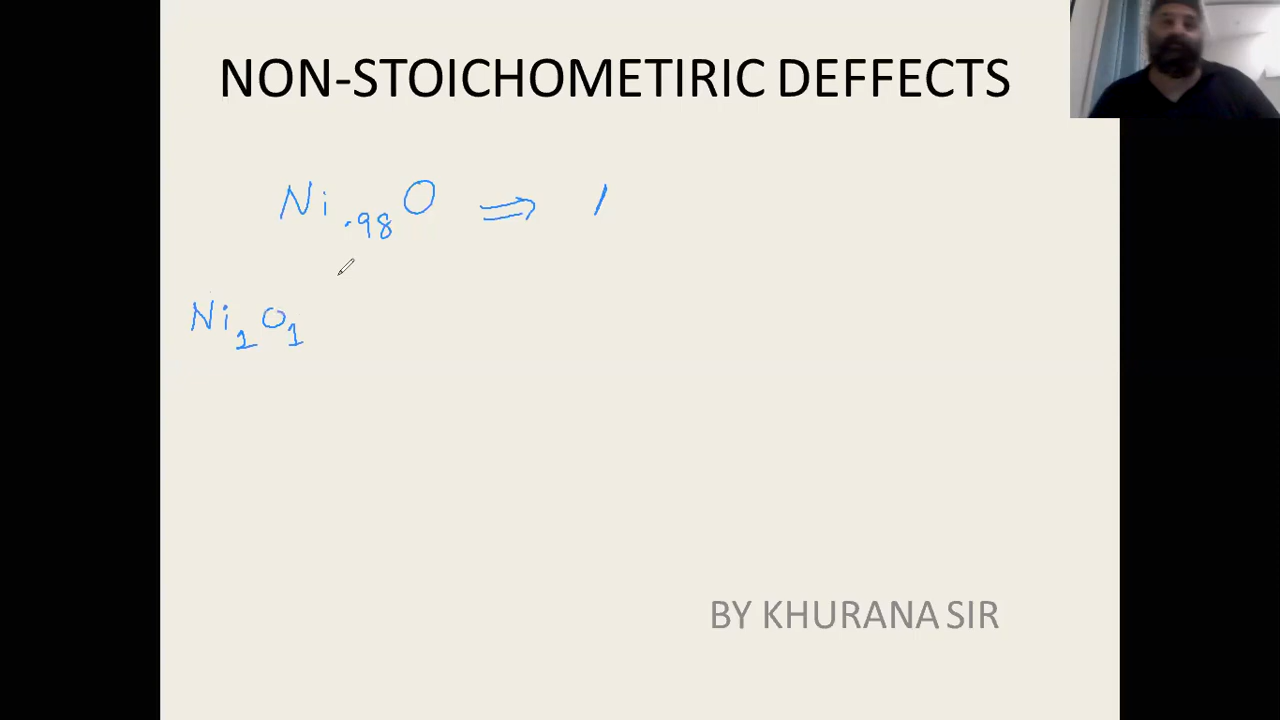 NON-STOICHOMETIRIC DEFFECTS
Ni.98O ⇒ 1
Ni1O1
BY KHURANA SIR